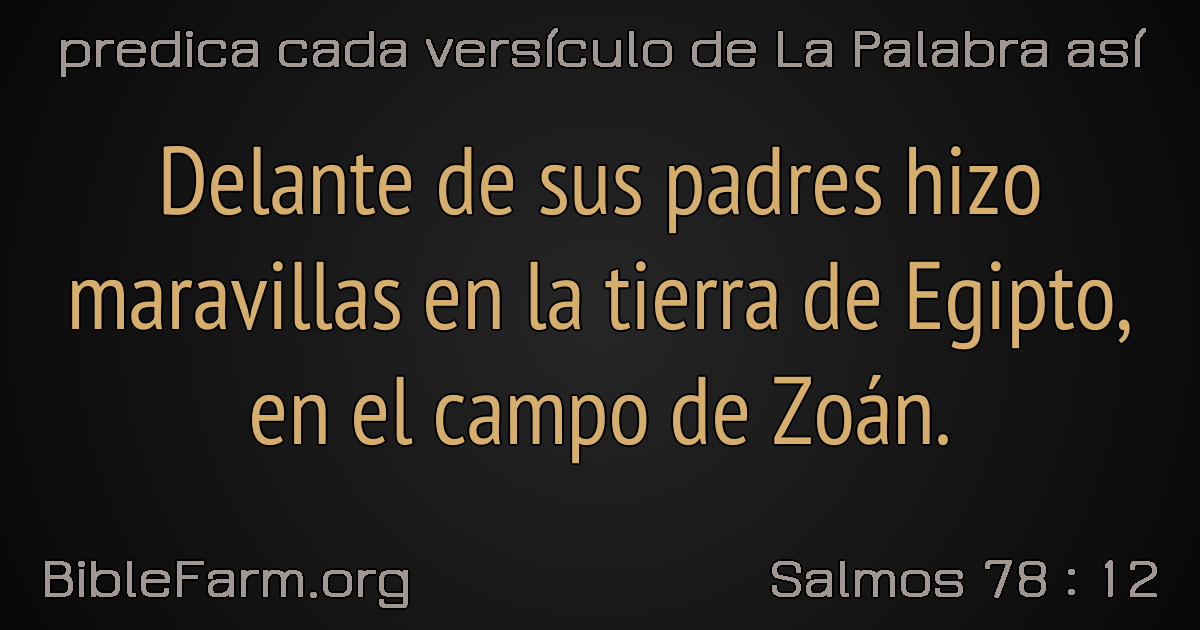 predica cada versículo de La Palabra así
Delante de sus padres hizo
maravillas en la tierra de Egipto,
en el campo de Zoán.
BibleFarm.org
Salmos 78 : 12